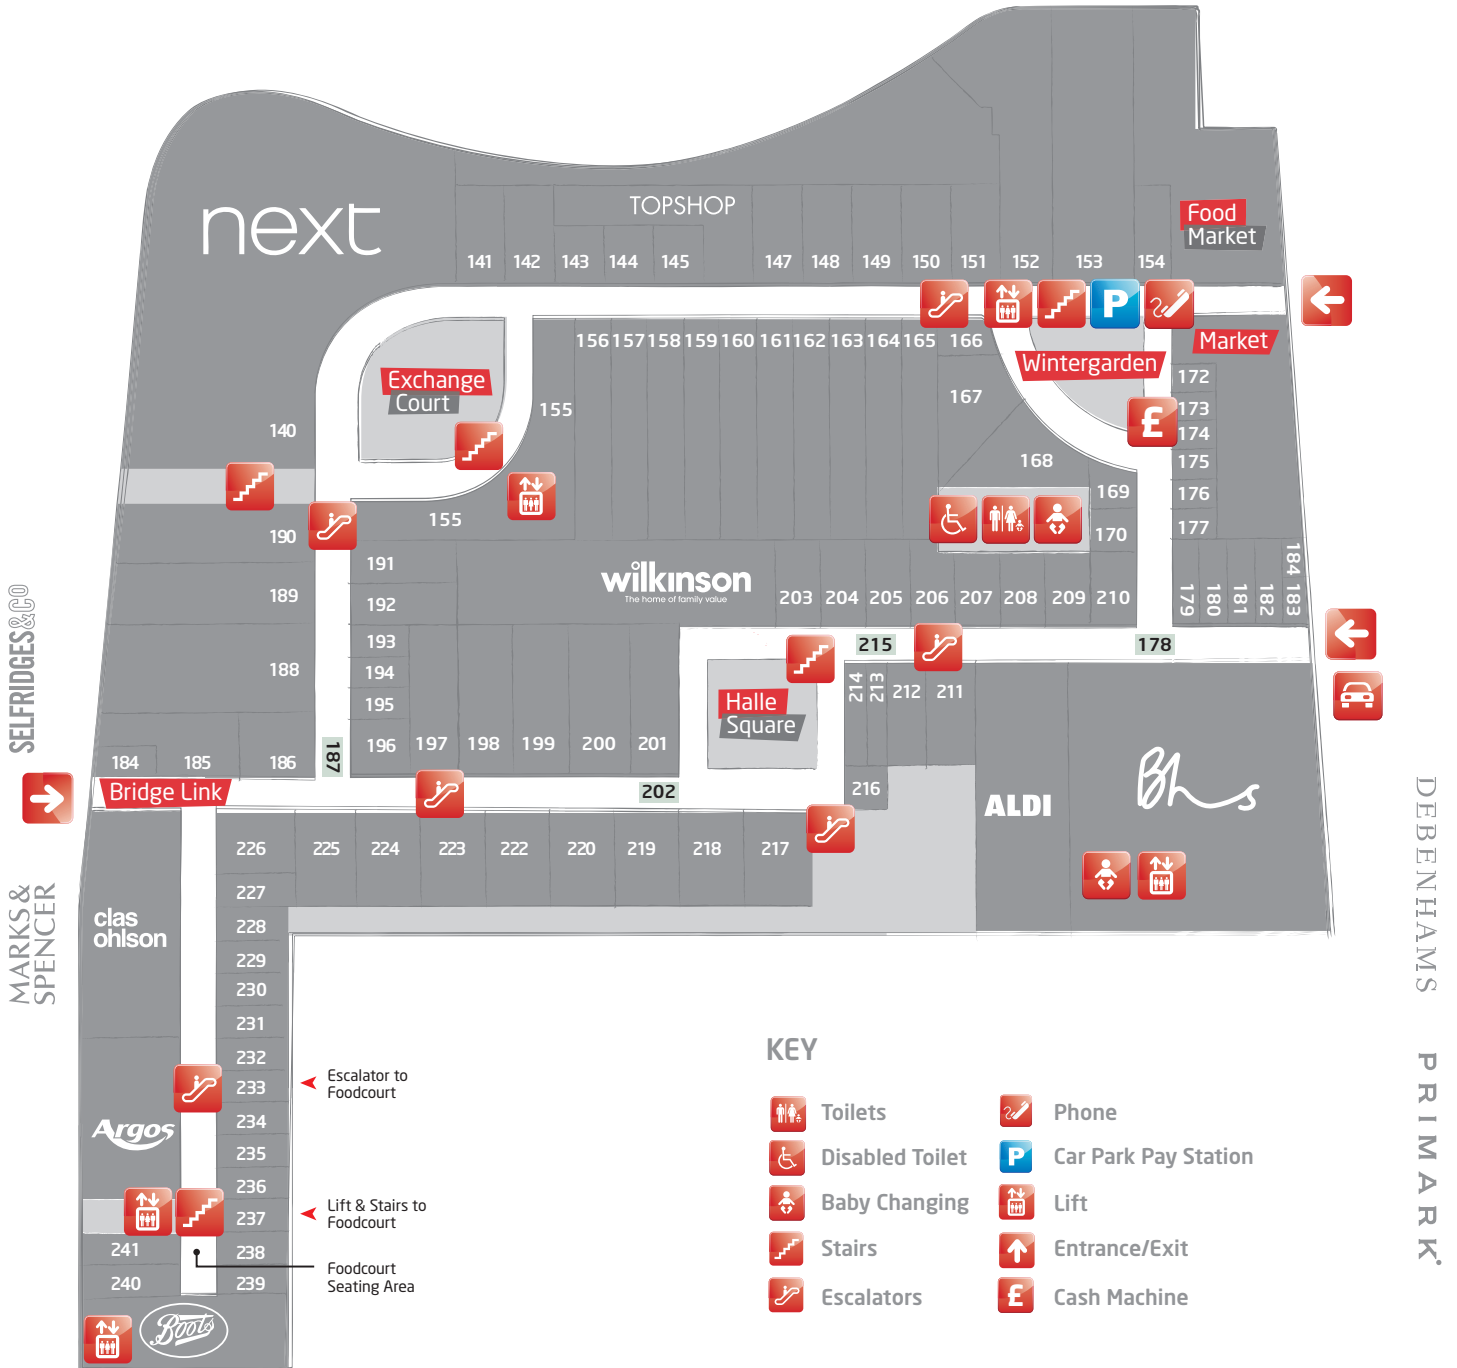 next
TOPSHOP
Food
Market
141
142
143
144
145
147
148
149
150
151
152
153
154
P
Market
156
157
158
159
160
161
162
163
164
165
166
Wintergarden
Exchange
Court
155
167
172
173
£
174
140
168
175
169
176
155
170
177
190
191
wilkinson
The home of family value
184
189
192
203
204
205
206
207
208
209
210
179
180
181
182
183
SELFRIDGES&CO
193
215
178
188
194
214
213
212
211
195
Halle
Square
196
197
198
199
200
201
187
184
185
186
Bridge Link
202
216
ALDI
Bhs
226
225
224
223
222
220
219
218
217
227
MARKS &
SPENCER
clas
ohlson
228
229
230
231
232
233
Escalator to
Foodcourt
Argos
234
235
236
237
Lift & Stairs to
Foodcourt
241
238
240
239
Foodcourt
Seating Area
Boots
DEBENHAMS
PRIMARK
KEY
Toilets
Disabled Toilet
Baby Changing
Stairs
Escalators
Phone
P
Car Park Pay Station
Lift
Entrance/Exit
£
Cash Machine